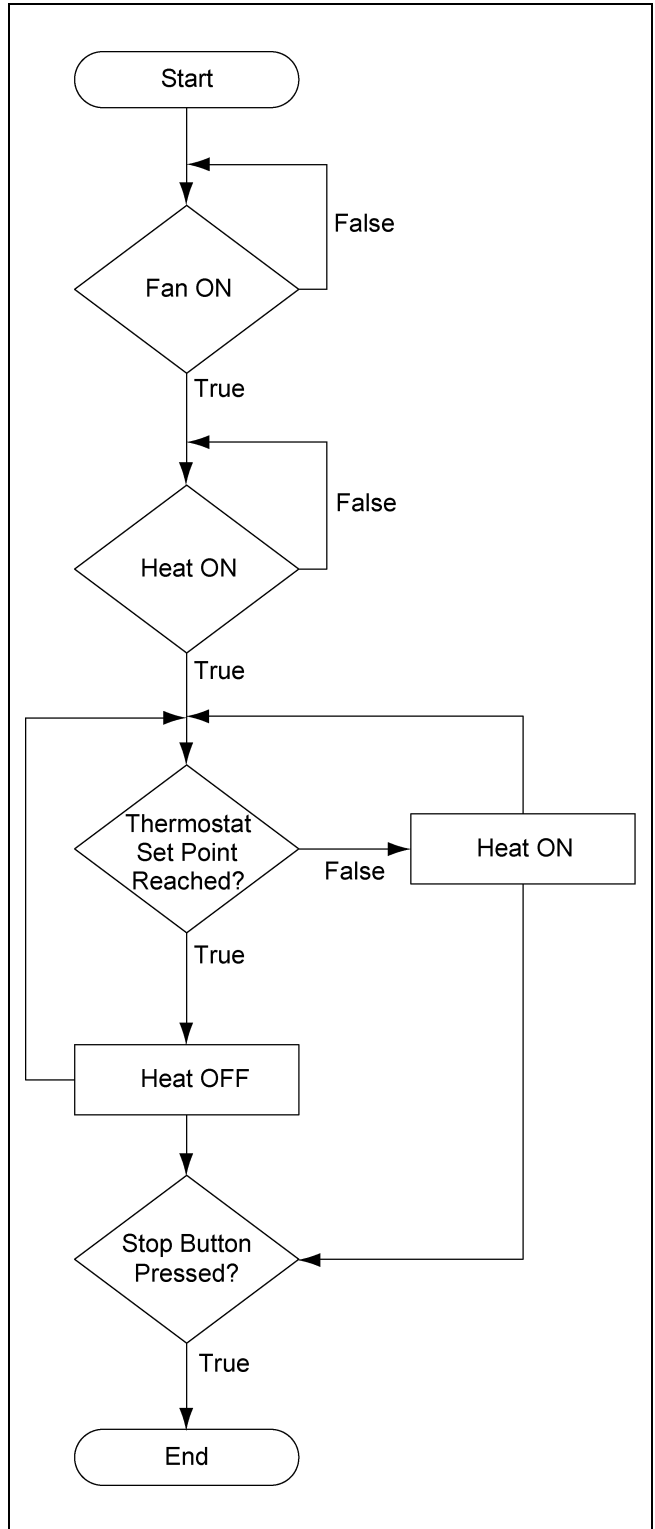 Start
False
Fan ON
True
False
Heat ON
True
Thermostat
Set Point
Reached?
False
Heat ON
True
Heat OFF
Stop Button
Pressed?
True
End